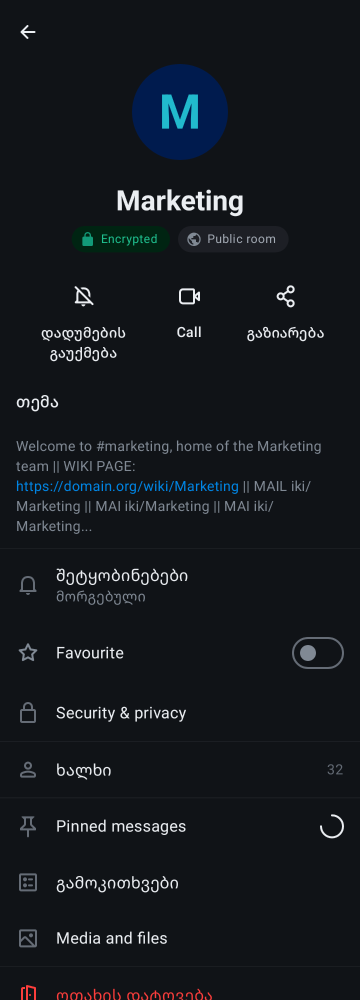 M
Marketing
Encrypted
Public room
დადუმების
გაუქმება
Call
გაზიარება
თემა
Welcome to #marketing, home of the Marketing
team || WIKI PAGE:
https://domain.org/wiki/Marketing || MAIL iki/
Marketing || MAI iki/Marketing || MAI iki/
Marketing...
შეტყობინებები
მორგებული
Favourite
Security & privacy
ხალხი
32
Pinned messages
გამოკითხვები
Media and files
ოთახის დატოვება